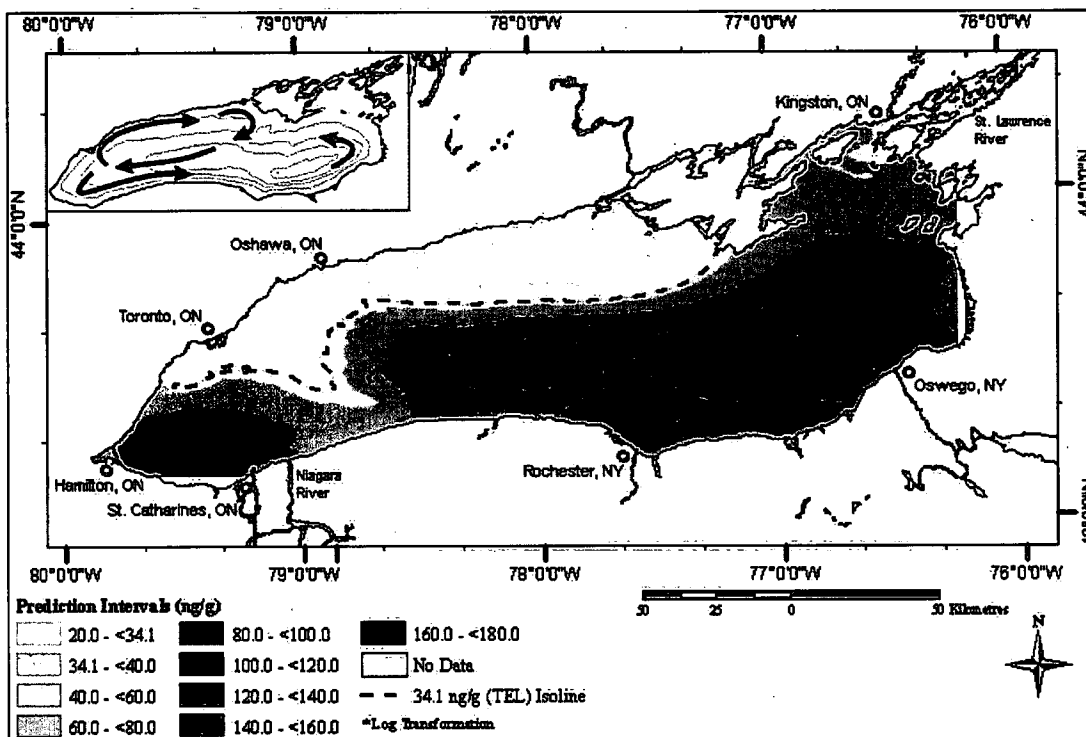 80°0'0"W 79°0'0"W 78°0'0"W 77°0'0"W 76°0'0"W
Kingston, ON
St. Lawrence
River
44°0'0"N
Oshawa, ON
Toronto, ON
Oswego, NY
Hamilton, ON
Niagara
River
Rochester, NY
St. Catharines, ON
80°0'0"W 79°0'0"W 78°0'0"W 77°0'0"W 76°0'0"W
Prediction Intervals (ng/g)
20.0 - <34.1
34.1 - <40.0
40.0 - <60.0
60.0 - <80.0
80.0 - <100.0
100.0 - <120.0
120.0 - <140.0
140.0 - <160.0
160.0 - <180.0
No Data
34.1 ng/g (TEL) Isoline
*Log Transformation
50 25 0 50 Kilometres
N